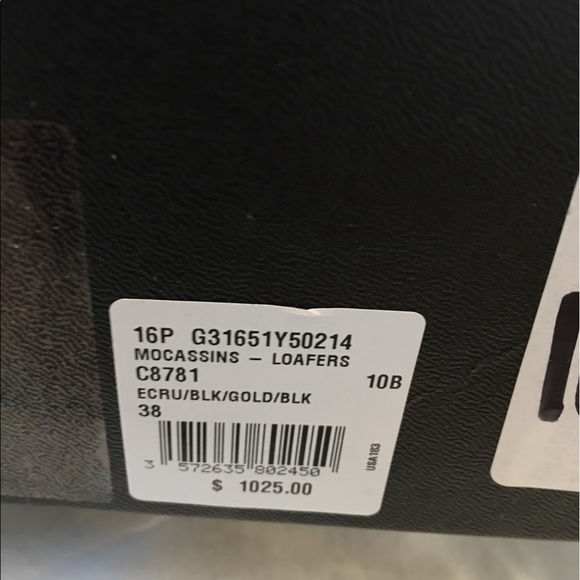 16P G31651Y50214
MOCASSINS – LOAFERS
C8781 10B
ECRU/BLK/GOLD/BLK
38
3 572635 802450
USA183
$ 1025.00